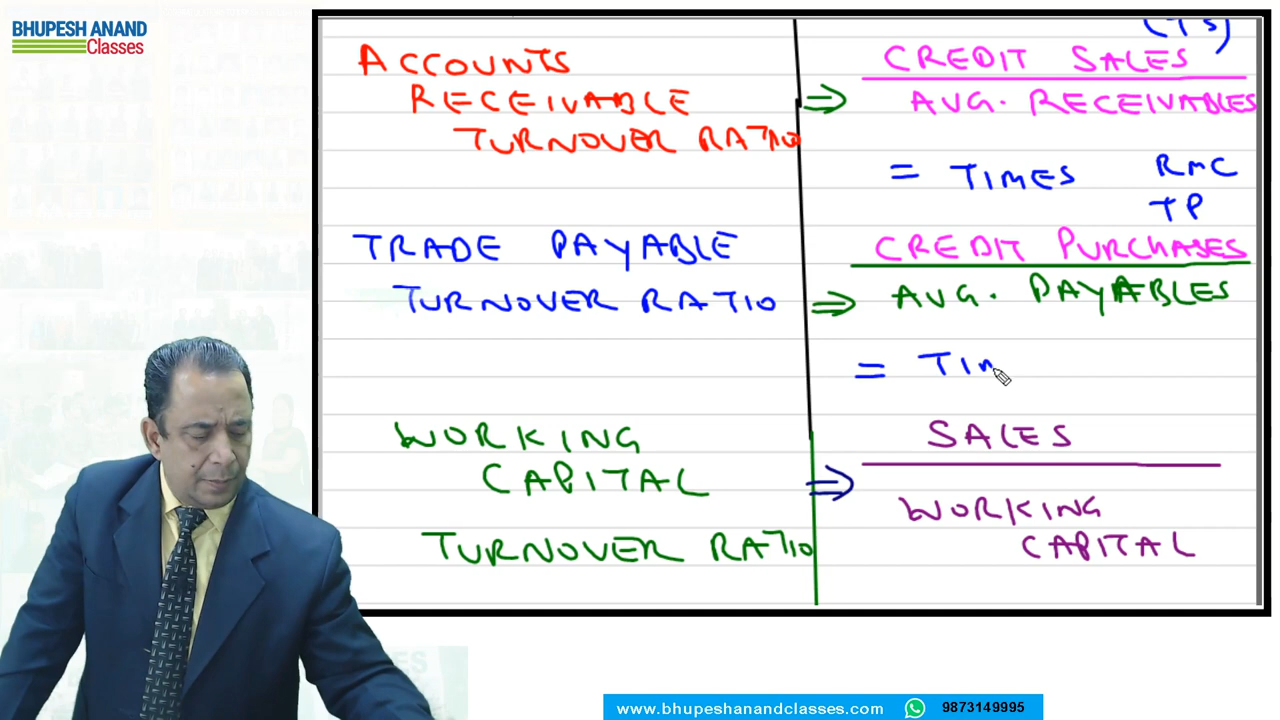 BHUPESH ANAND
Classes
(TS)
ACCOUNTS
RECEIVABLE
TURNOVER RATIO
⇒
CREDIT SALES
AVG. RECEIVABLES
= TIMES
RMC
TP
TRADE PAYABLE
TURNOVER RATIO
⇒
CREDIT PURCHASES
AVG. PAYABLES
= TIM
WORKING
CAPITAL
TURNOVER RATIO
⇒
SALES
WORKING
CAPITAL
www.bhupeshanandclasses.com
9873149995